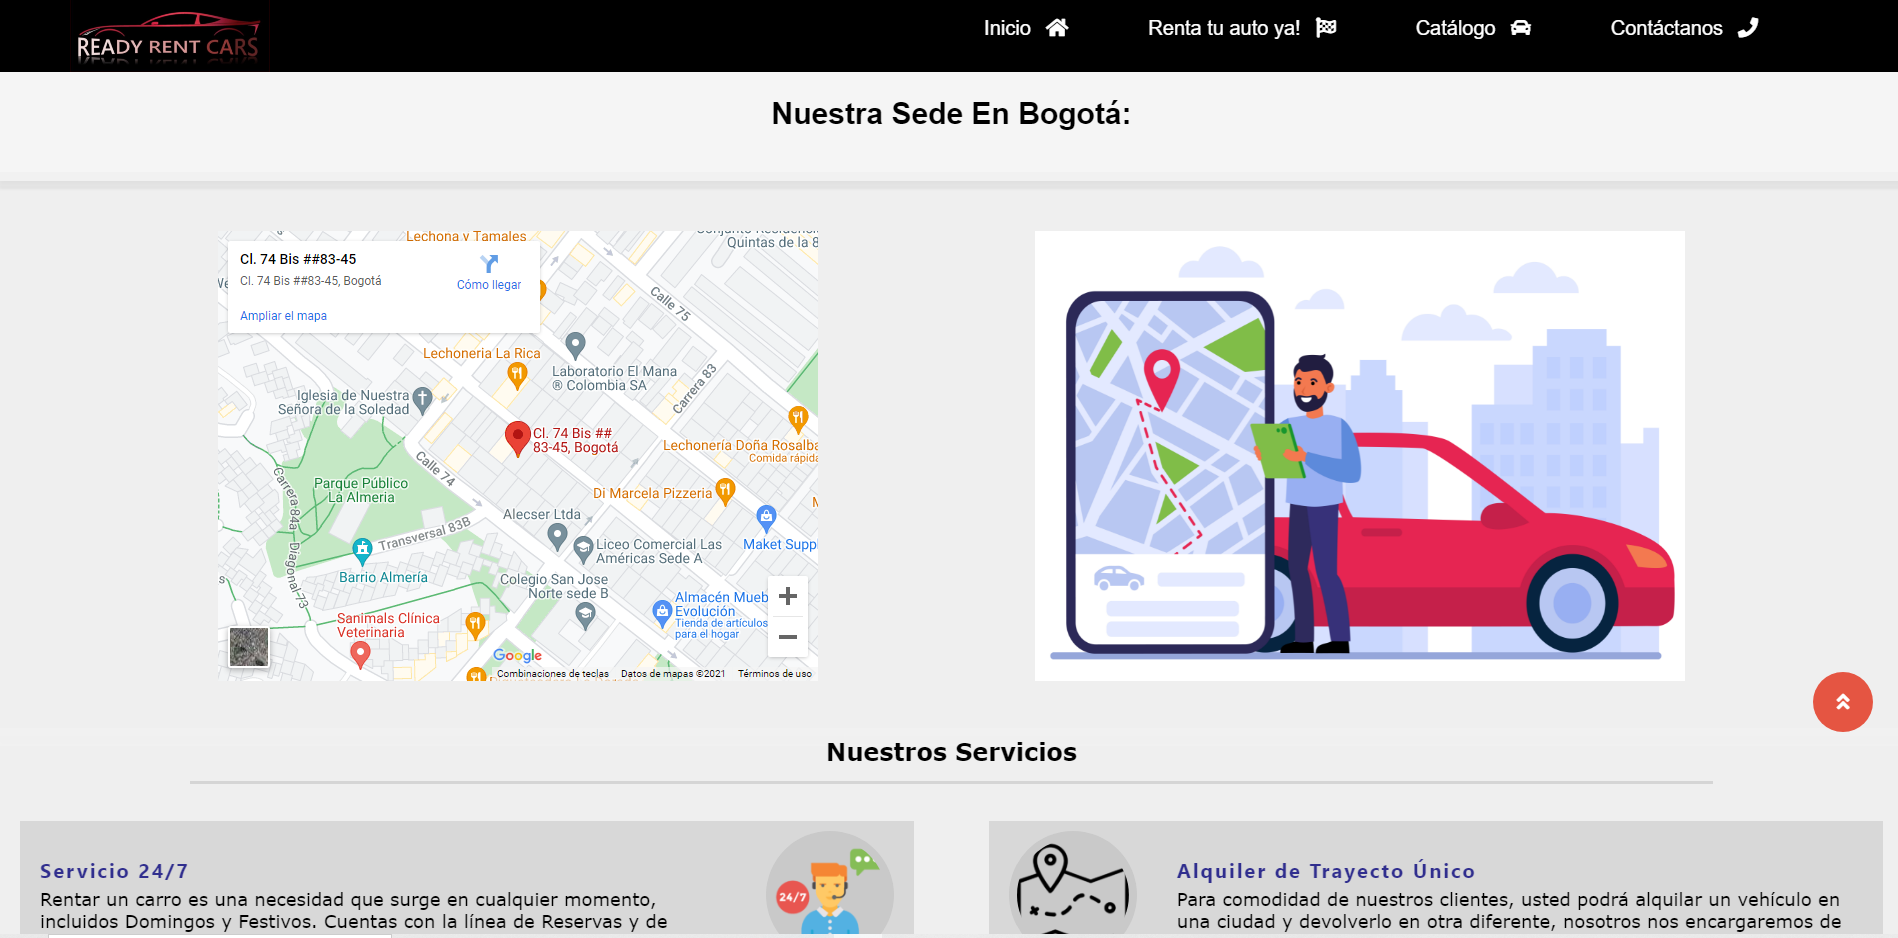 READY RENT CARS
Inicio
Renta tu auto ya!
Catálogo
Contáctanos
Nuestra Sede En Bogotá:
Lechona y Tamales
Quintas de la 8
Cl. 74 Bis ##83-45
Cl. 74 Bis ##83-45, Bogotá
Cómo llegar
Ampliar el mapa
Calle 75
Lechoneria La Rica
Laboratorio El Mana
® Colombia SA
Carrera 83
Iglesia de Nuestra
Señora de la Soledad
Cl. 74 Bis ##
83-45, Bogotá
Lechonería Doña Rosalba
Comida rápida
Calle 74
Parque Público
La Almeria
Carrera 84a
Di Marcela Pizzeria
Alecser Ltda
Transversal 83B
Liceo Comercial Las
Américas Sede A
Maket Suppl
Diagonal 73
Barrio Almería
Colegio San Jose
Norte sede B
Almacén Mueb
Evolución
Tienda de artículos
para el hogar
Sanimals Clínica
Veterinaria
Google
Combinaciones de teclas
Datos de mapas ©2021
Términos de uso
Nuestros Servicios
Servicio 24/7
Rentar un carro es una necesidad que surge en cualquier momento,
incluidos Domingos y Festivos. Cuentas con la línea de Reservas y de
24/7
Alquiler de Trayecto Único
Para comodidad de nuestros clientes, usted podrá alquilar un vehículo en
una ciudad y devolverlo en otra diferente, nosotros nos encargaremos de